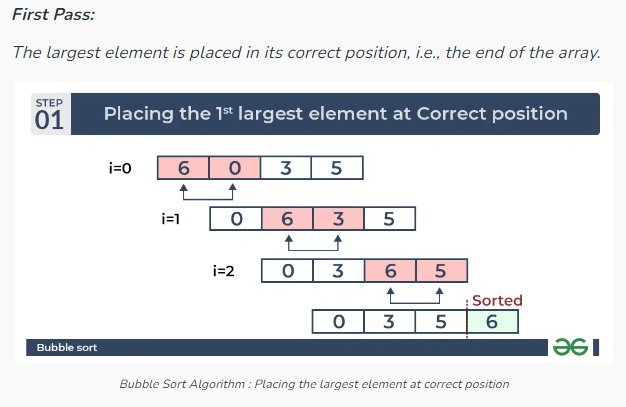 First Pass:
The largest element is placed in its correct position, i.e., the end of the array.
STEP
01
Placing the 1st largest element at Correct position
i=0
6 0 3 5
i=1
0 6 3 5
i=2
0 3 6 5
Sorted
0 3 5 6
Bubble sort
Bubble Sort Algorithm : Placing the largest element at correct position